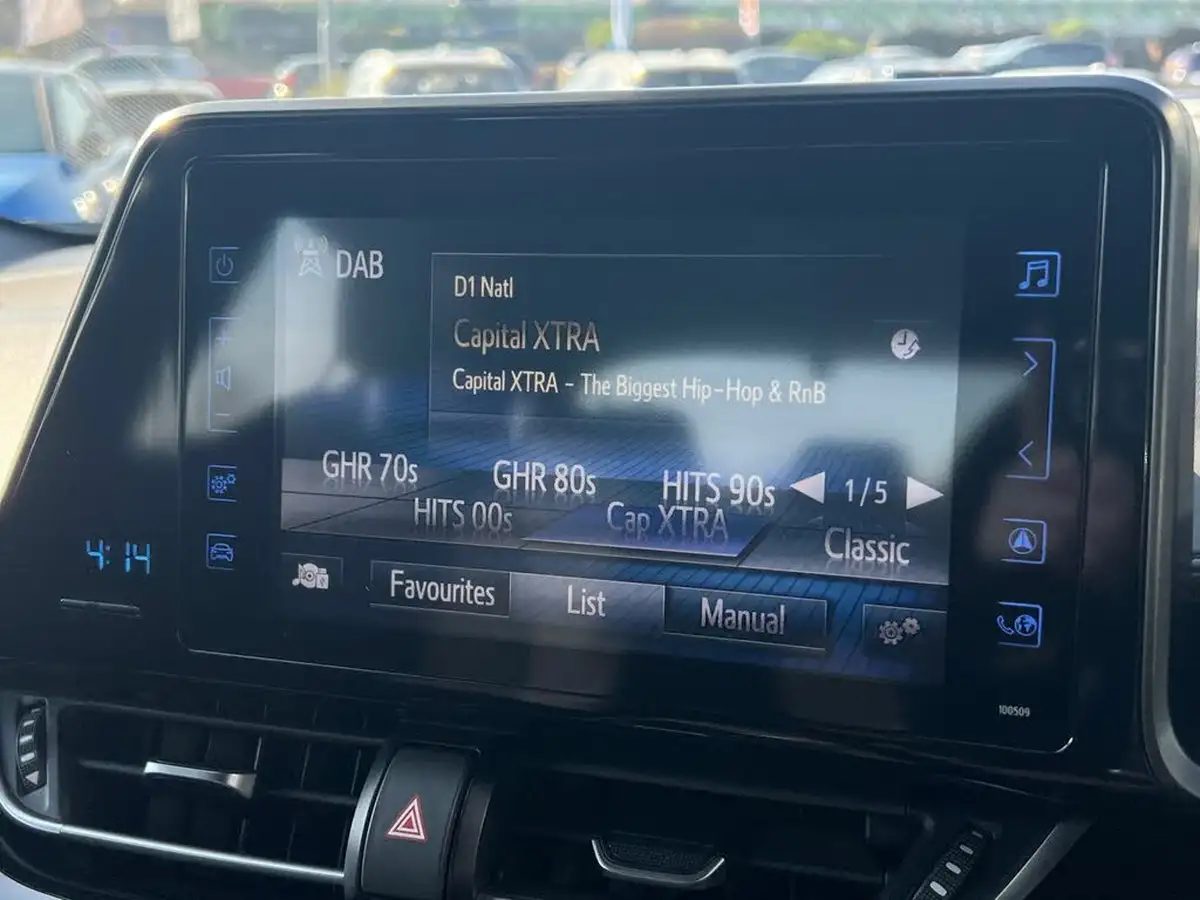 DAB
D1 Natl
Capital XTRA
Capital XTRA - The Biggest Hip-Hop & RnB
GHR 70s
GHR 80s
HITS 90s
1/5
HITS 00s
Cap XTRA
Classic
4:14
Favourites
List
Manual
100509